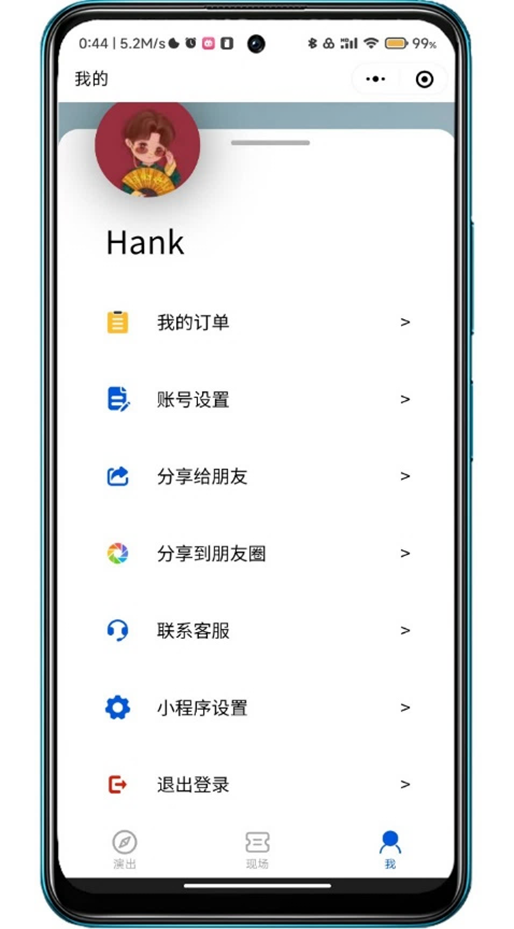 0:44 | 5.2M/s
99%
我的
Hank
我的订单 >
账号设置 >
分享给朋友 >
分享到朋友圈 >
联系客服 >
小程序设置 >
退出登录 >
演出
现场
我